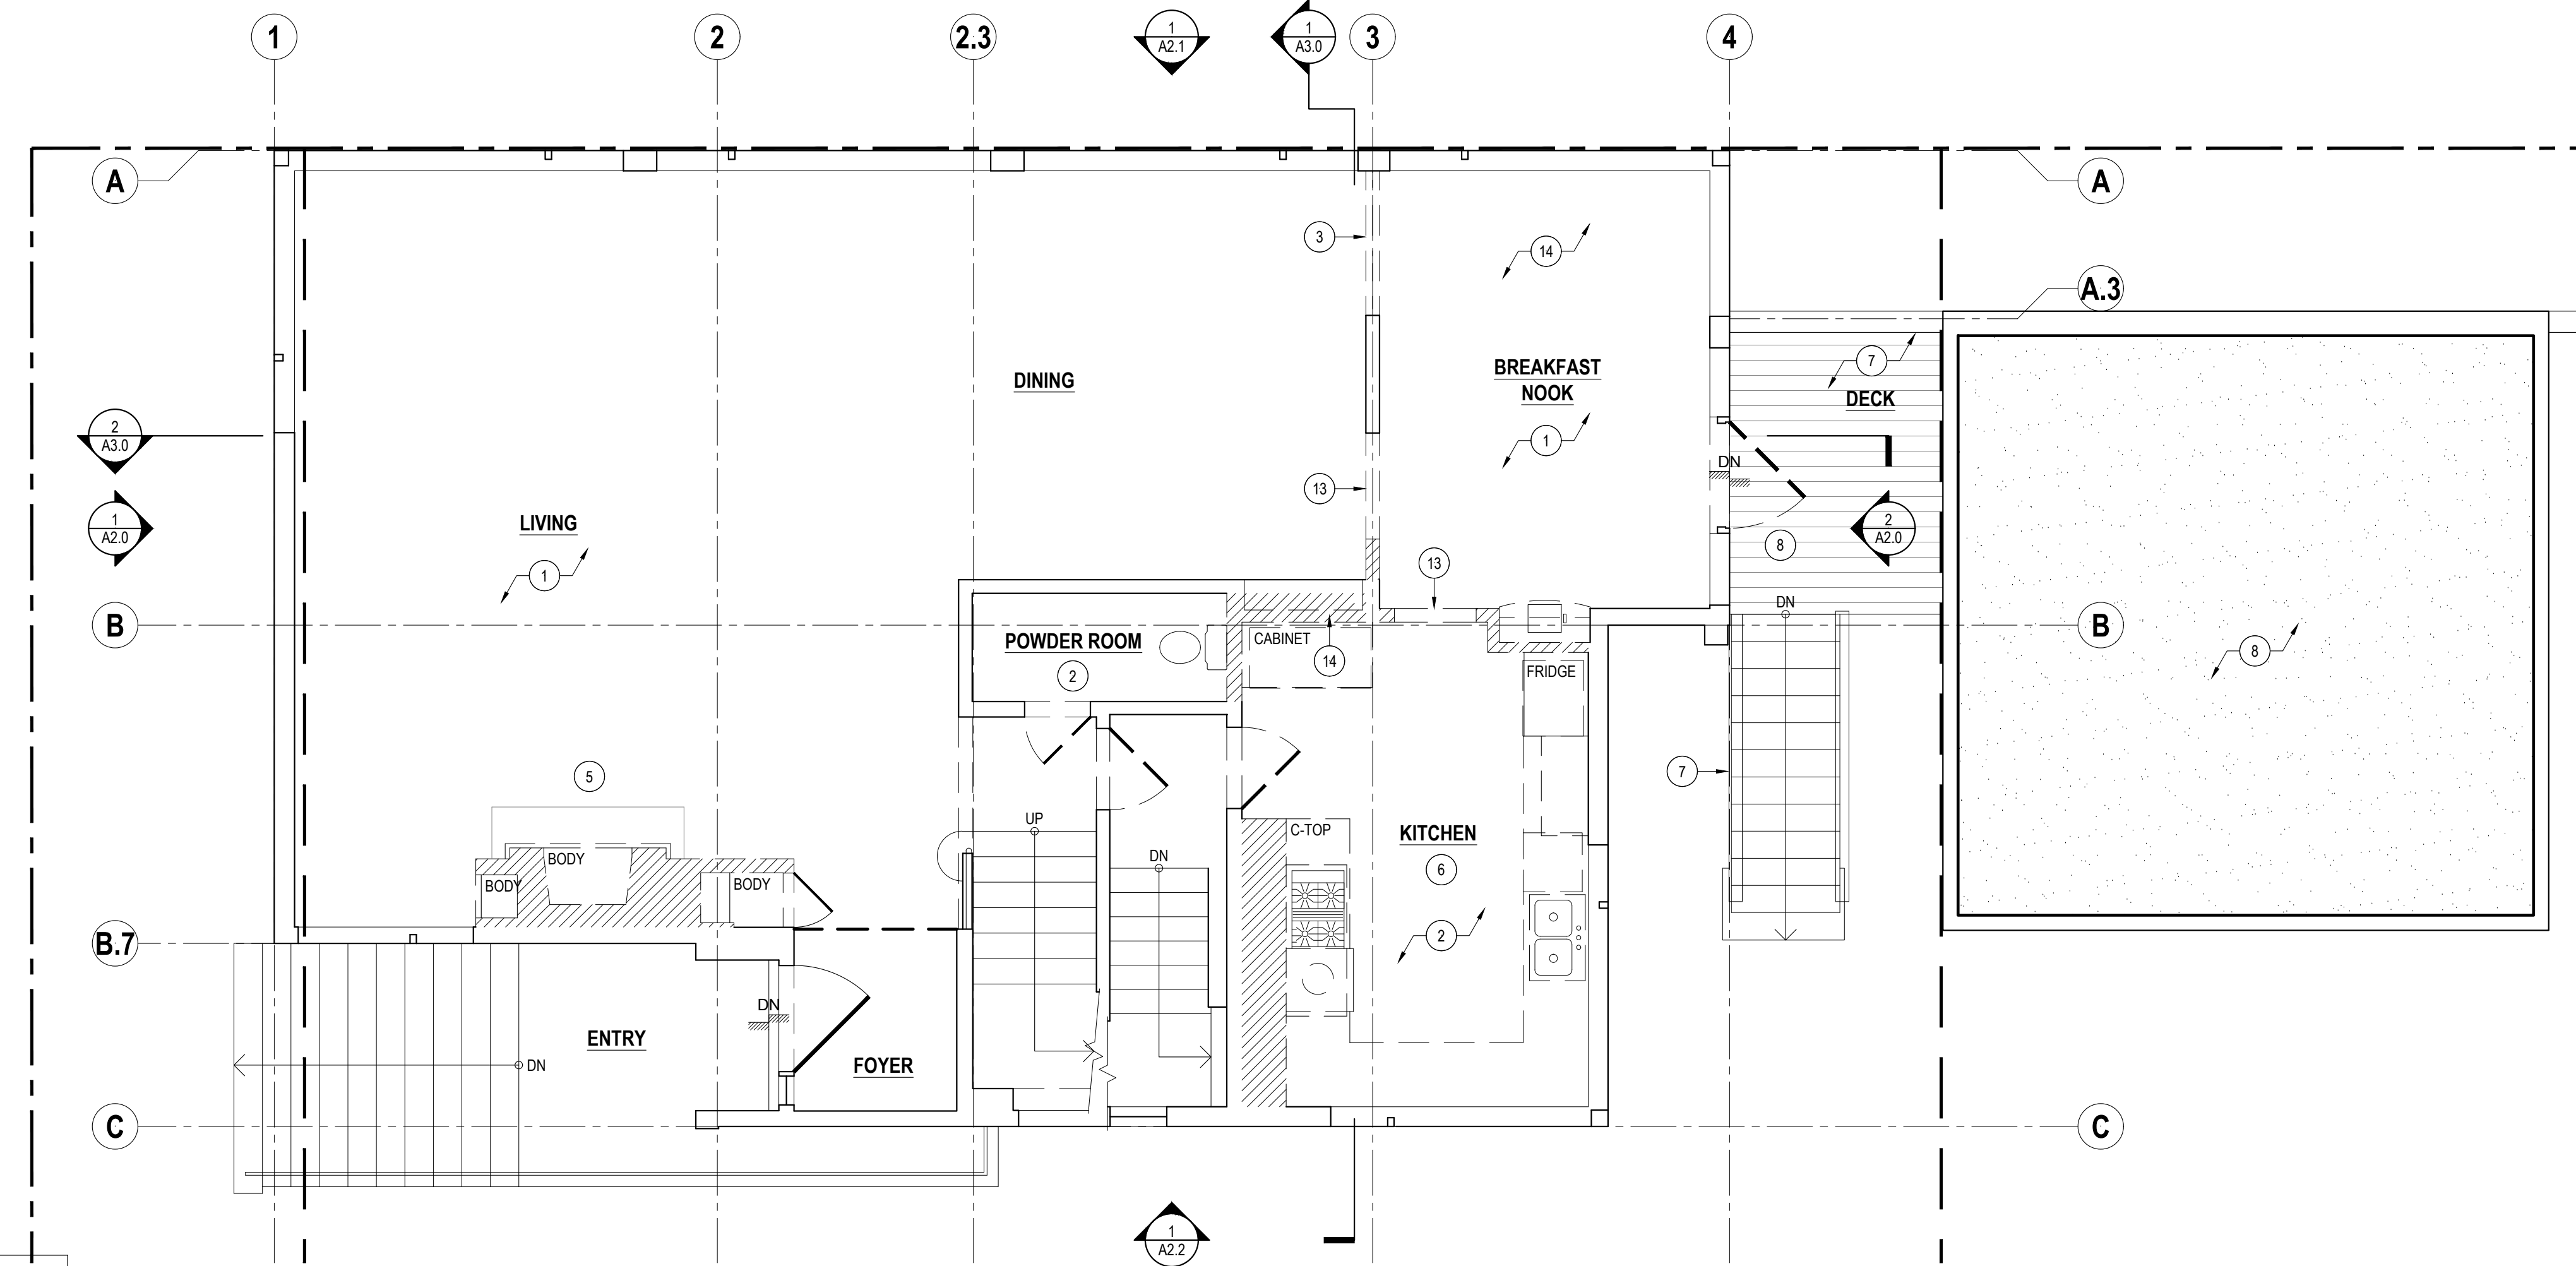 1
2
2.3
1
A2.1
1
A3.0
3
4
A
A
3
14
A.3
7
DECK
BREAKFAST
NOOK
DINING
2
A3.0
1
DN
13
LIVING
1
A2.0
2
A2.0
8
1
13
DN
B
B
POWDER ROOM
CABINET
14
2
FRIDGE
8
5
7
UP
C-TOP
KITCHEN
DN
6
BODY
BODY
BODY
2
B.7
DN
ENTRY
DN
FOYER
C
C
1
A2.2